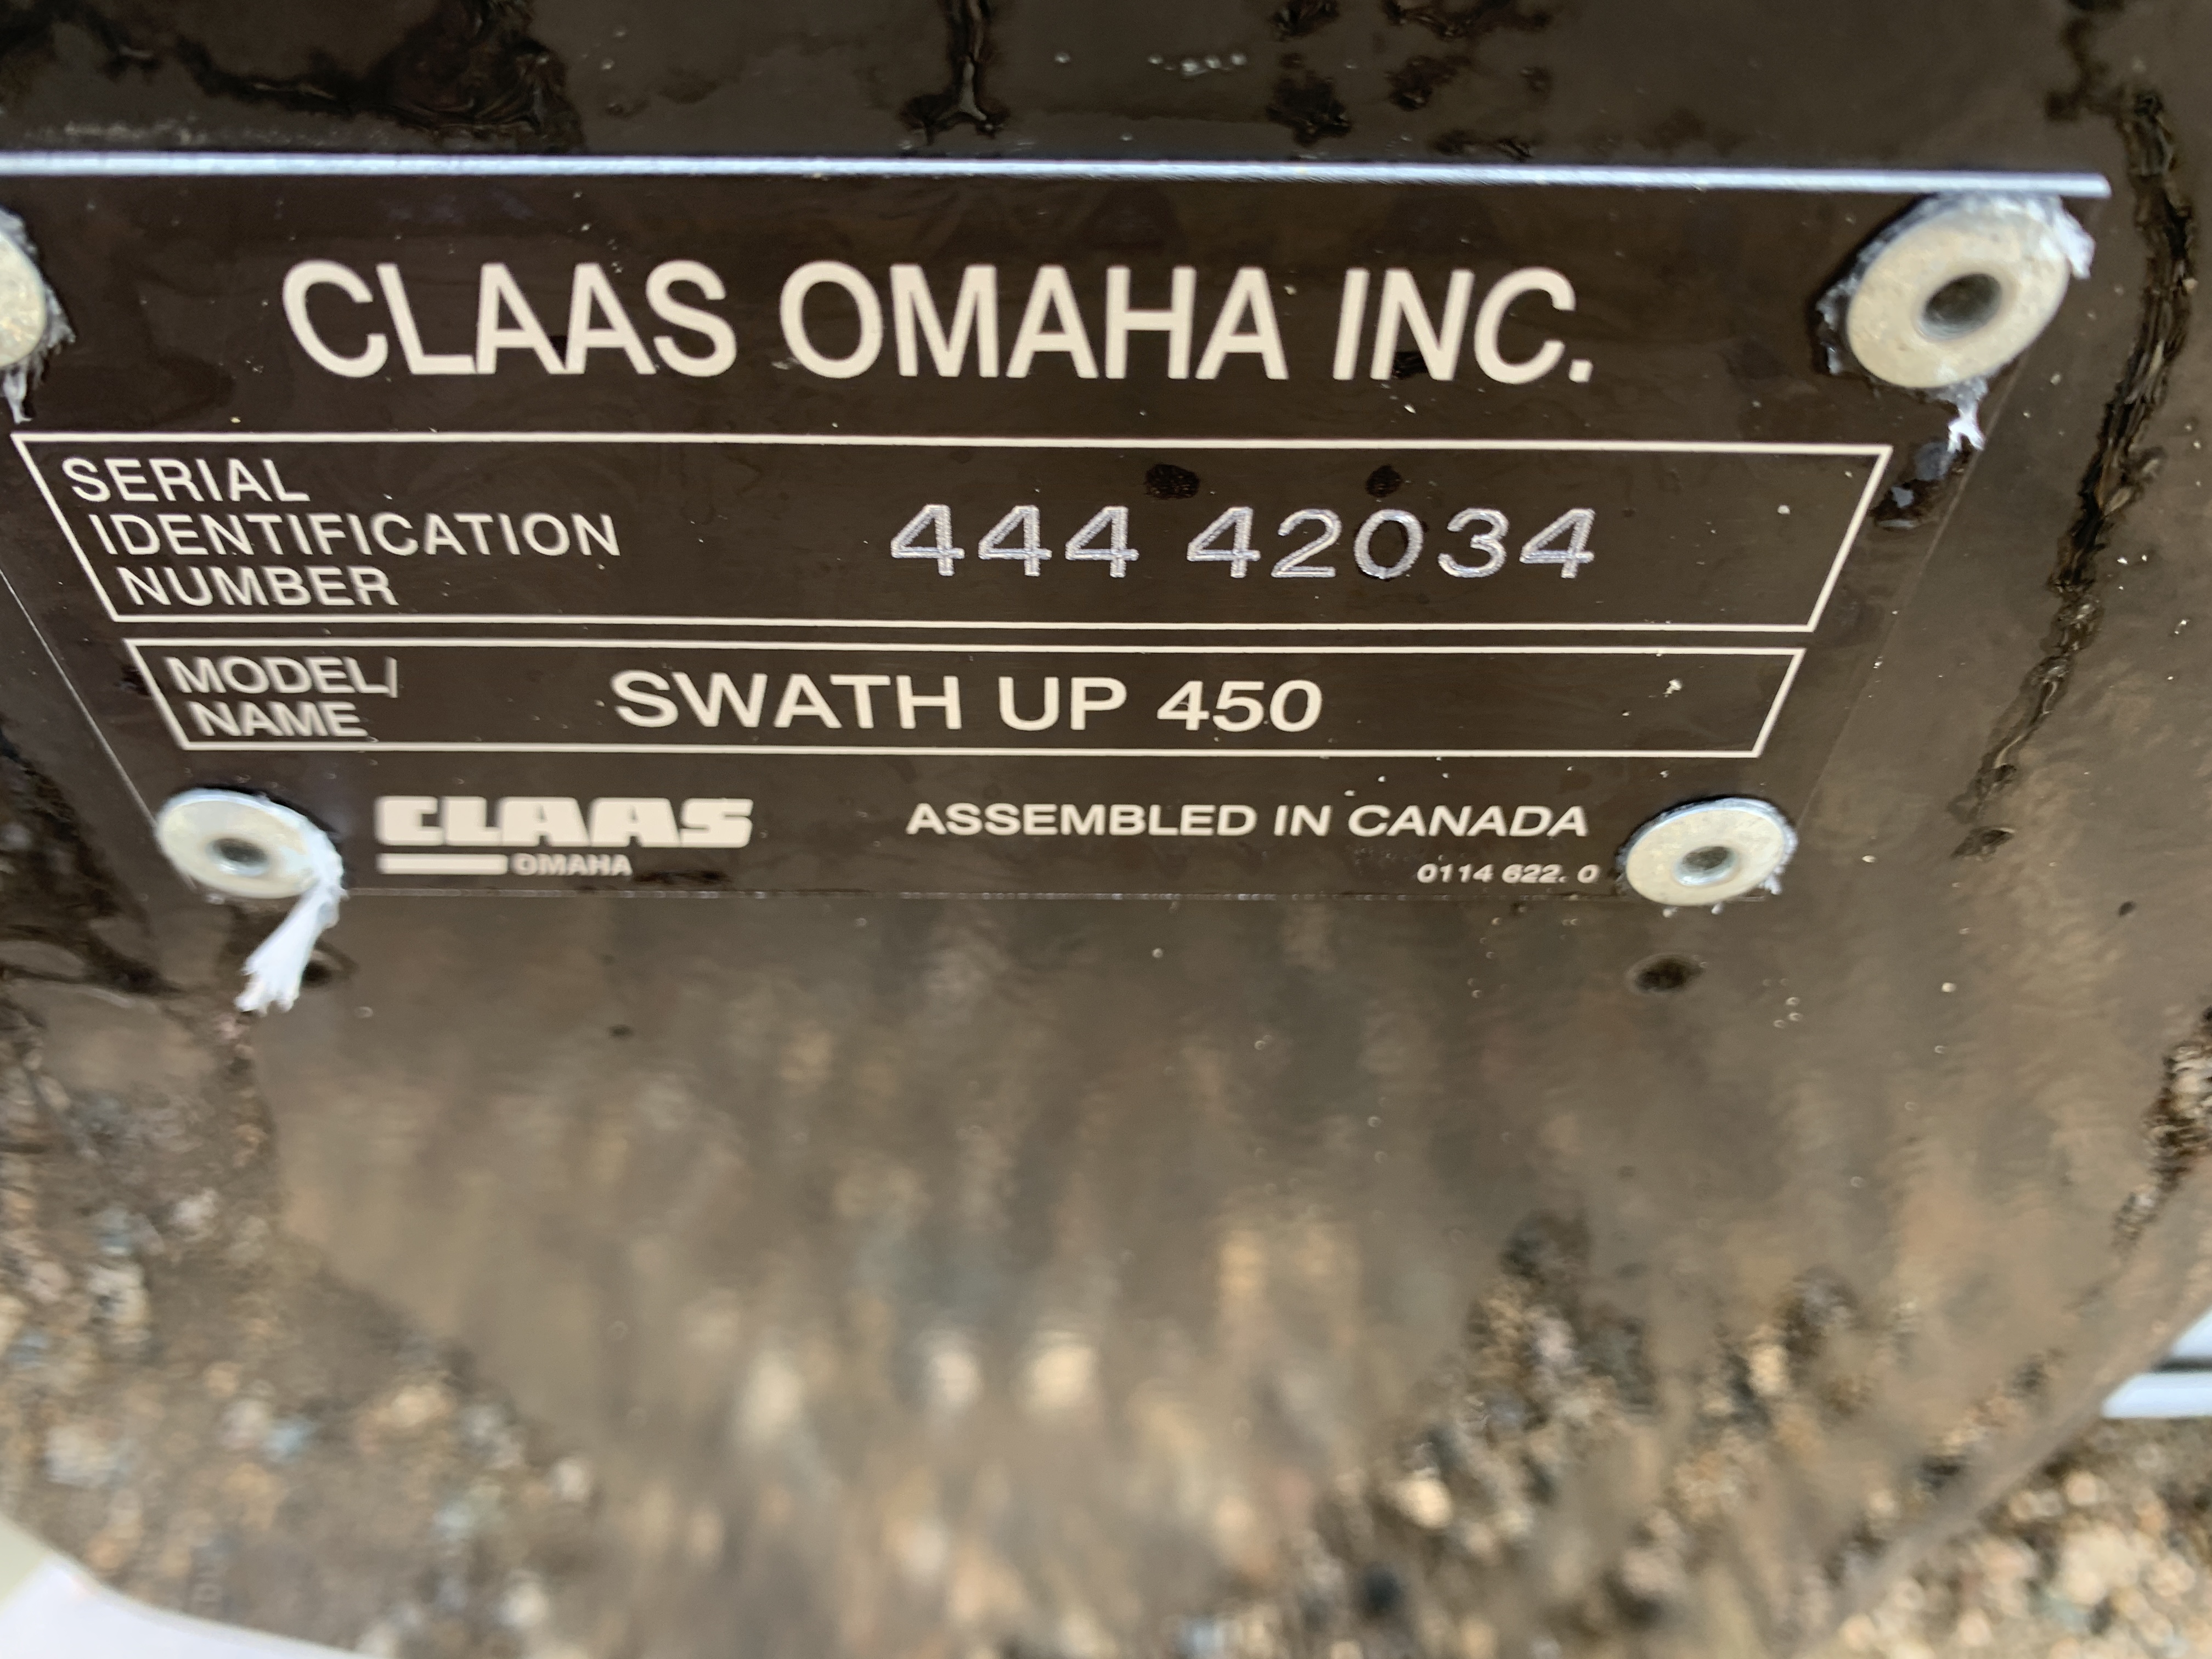 CLAAS OMAHA INC.
SERIAL
IDENTIFICATION
NUMBER
444 42034
MODEL/
NAME
SWATH UP 450
CLAAS
OMAHA
ASSEMBLED IN CANADA
0114 622. 0